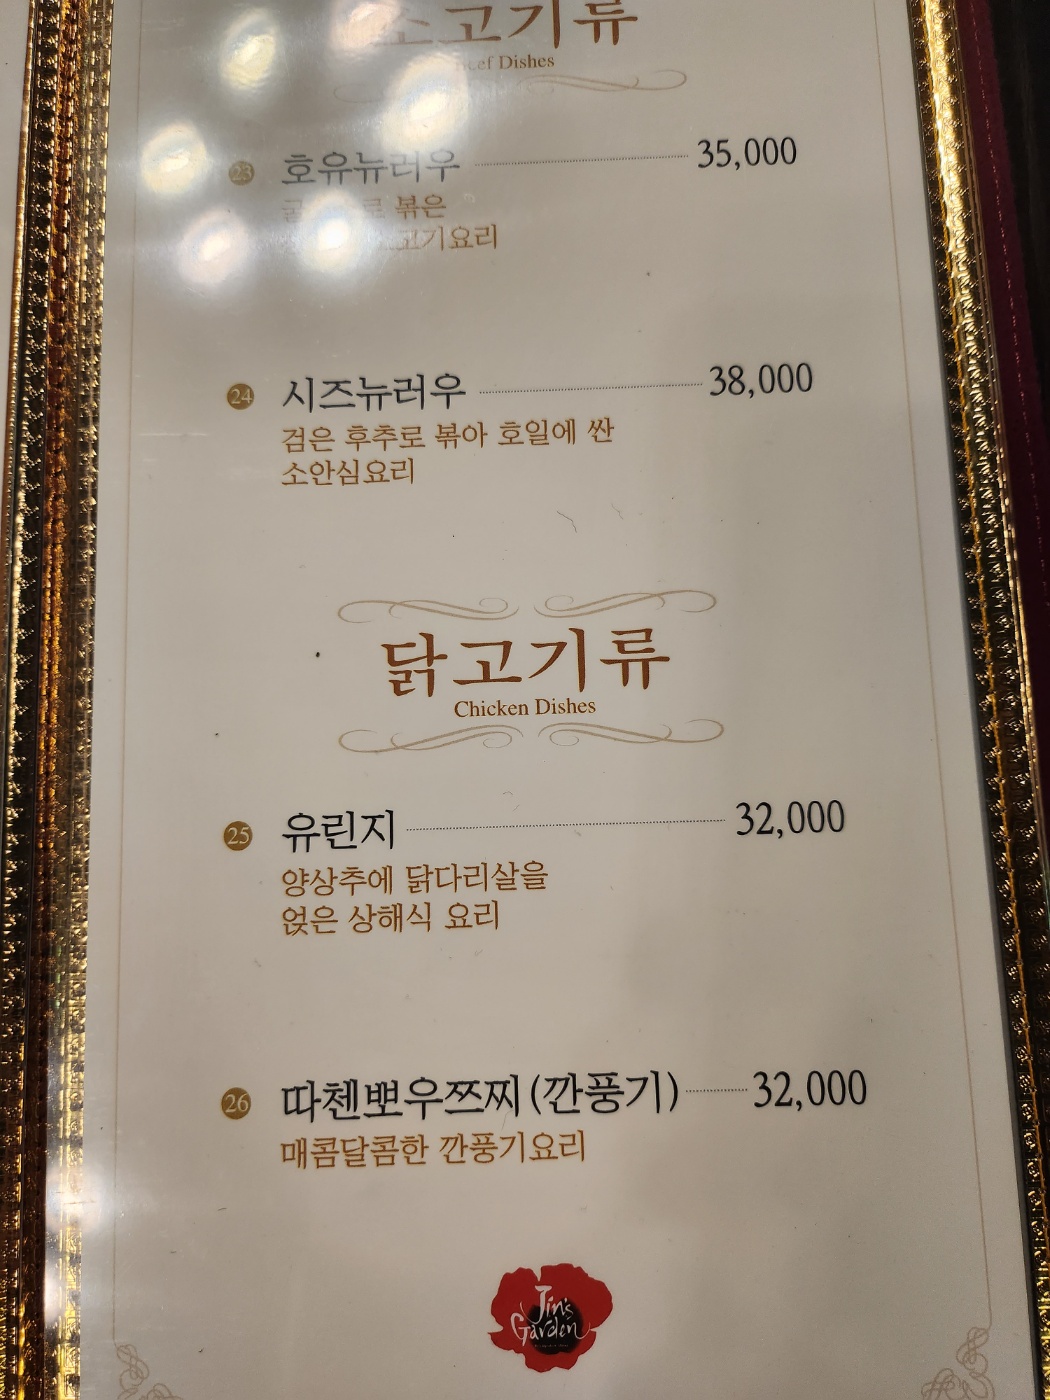 소고기류
Beef Dishes
23 호유뉴러우 35,000
볶은
24 시즈뉴러우 38,000
검은 후추로 볶아 호일에 싼
소안심요리
닭고기류
Chicken Dishes
25 유린지 32,000
양상추에 닭다리살을
얹은 상해식 요리
26 따첸뽀우쯔찌(깐풍기) 32,000
매콤달콤한 깐풍기요리
Jin's
Garden